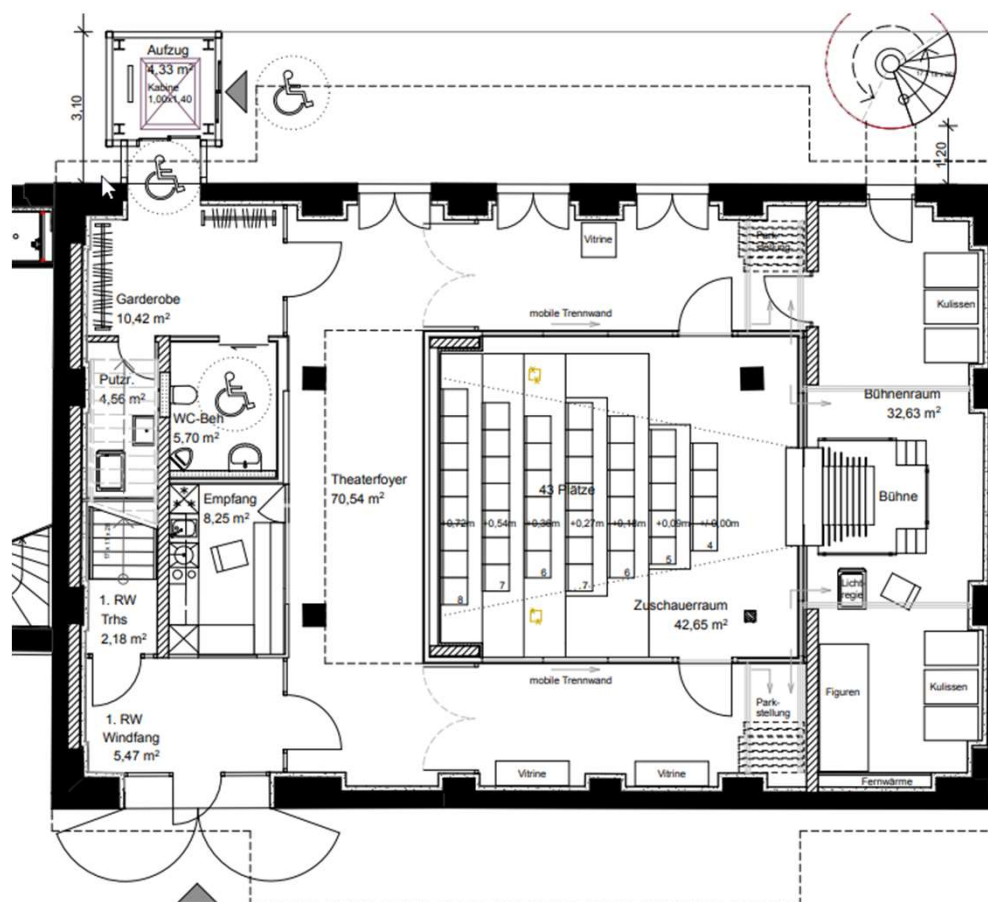 Aufzug
4,33 m²
Kabine
1,00x1,40
3,10
1,20
Vitrine
Park-
stellung
Garderobe
10,42 m²
Kulissen
mobile Trennwand
Putzr.
4,56 m²
WC-Beh
5,70 m²
Bühnenraum
32,63 m²
Theaterfoyer
70,54 m²
Empfang
8,25 m²
43 Plätze
Bühne
+0,72m
+0,54m
+0,36m
+0,27m
+0,18m
+0,09m
+/-0,00m
8
7
6
7
6
5
4
1. RW
Trhs
2,18 m²
Zuschauerraum
42,65 m²
Licht-
regie
mobile Trennwand
Park-
stellung
Figuren
Kulissen
1. RW
Windfang
5,47 m²
Vitrine
Vitrine
Fernwärme